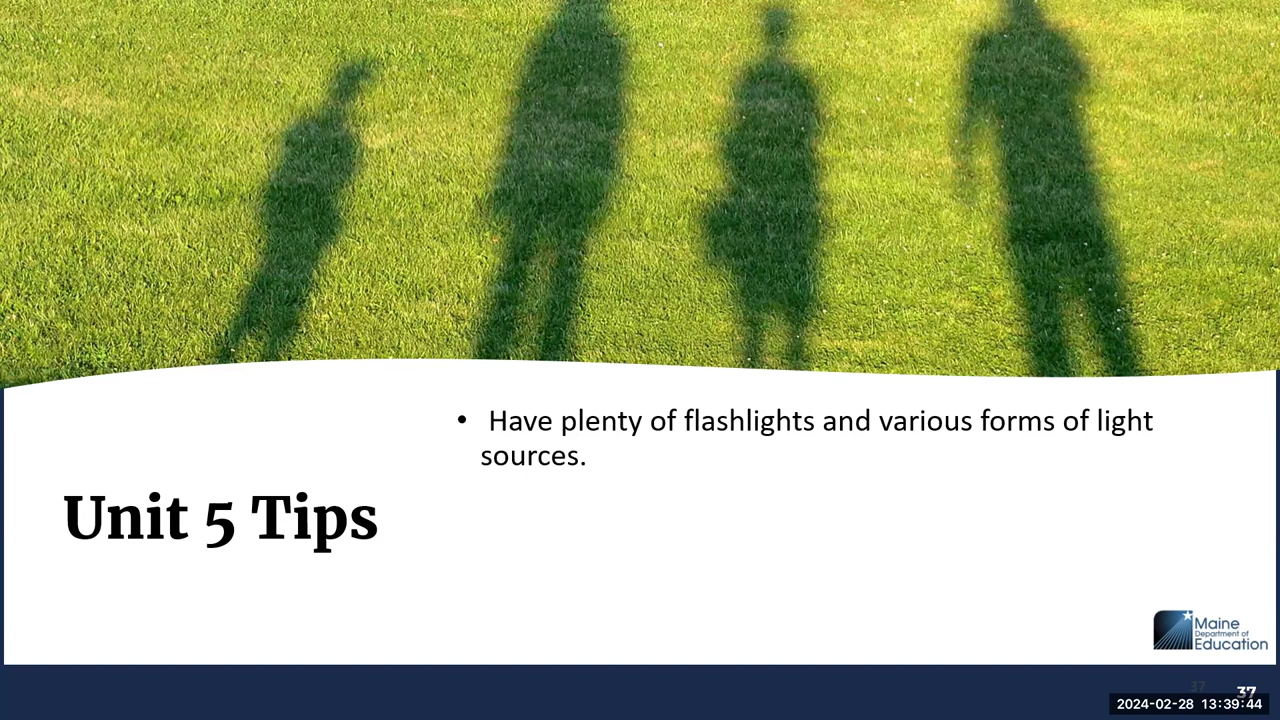 • Have plenty of flashlights and various forms of light
sources.
Unit 5 Tips
Maine
Department of
Education
37
37
2024-02-28 13:39:44